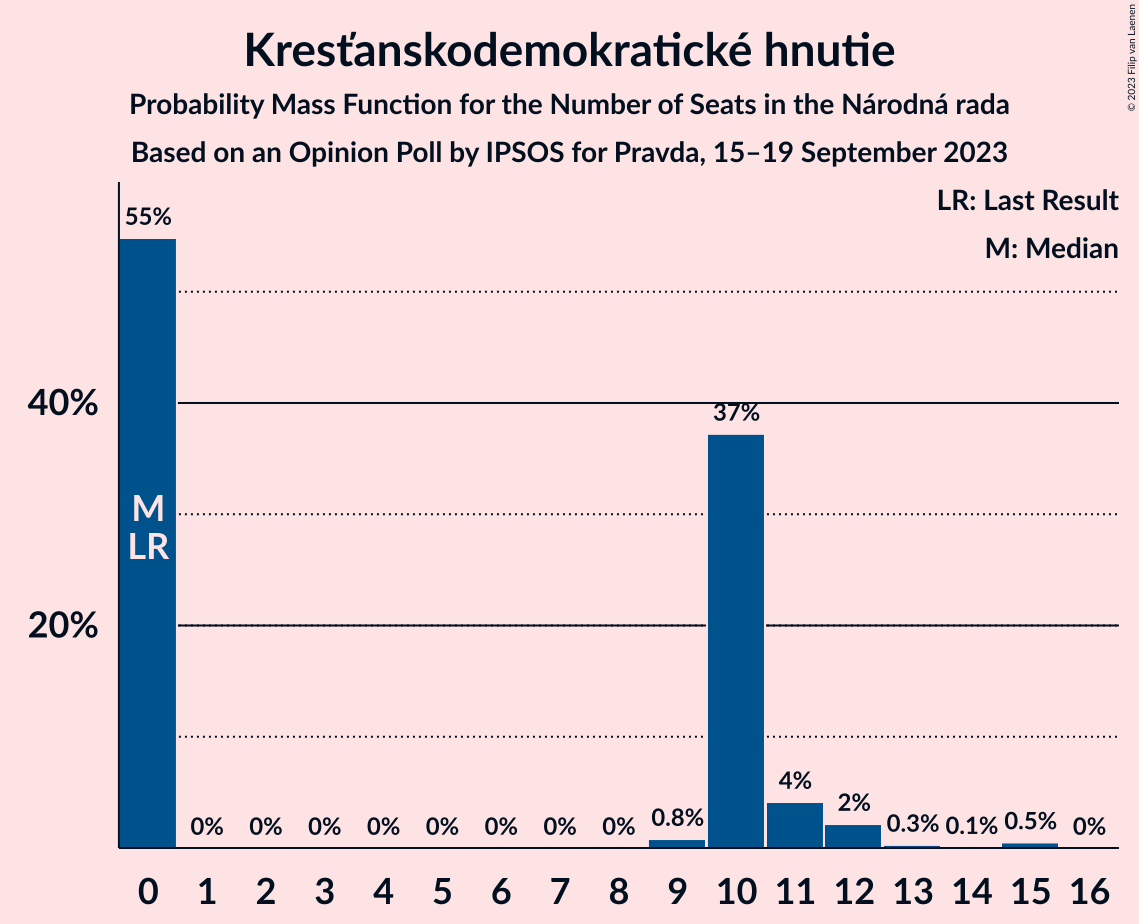 Kresťanskodemokratické hnutie
Probability Mass Function for the Number of Seats in the Národná rada
Based on an Opinion Poll by IPSOS for Pravda, 15–19 September 2023
© 2023 Filip van Laenen
LR: Last Result
M: Median
55%
40%
37%
M
LR
20%
0% 0% 0% 0% 0% 0% 0% 0% 0.8% 4% 2% 0.3% 0.1% 0.5% 0%
0 1 2 3 4 5 6 7 8 9 10 11 12 13 14 15 16